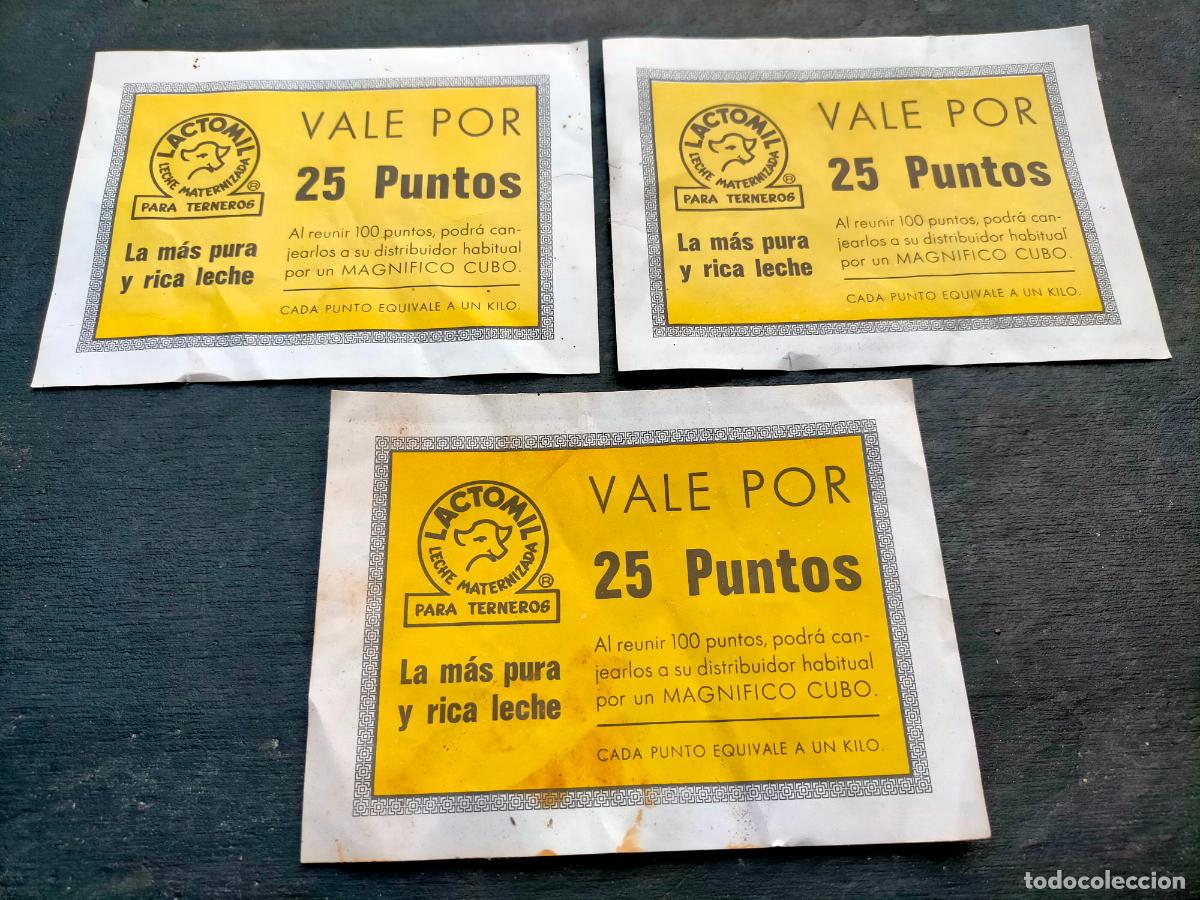 LACTOMIL
LECHE MATERNIZADA ®
PARA TERNEROS
La más pura
y rica leche
VALE POR
25 Puntos
Al reunir 100 puntos, podrá can-
jearlos a su distribuidor habitual
por un MAGNIFICO CUBO.
CADA PUNTO EQUIVALE A UN KILO.
LACTOMIL
LECHE MATERNIZADA ®
PARA TERNEROS
La más pura
y rica leche
VALE POR
25 Puntos
Al reunir 100 puntos, podrá can-
jearlos a su distribuidor habitual
por un MAGNIFICO CUBO.
CADA PUNTO EQUIVALE A UN KILO.
LACTOMIL
LECHE MATERNIZADA ®
PARA TERNEROS
La más pura
y rica leche
VALE POR
25 Puntos
Al reunir 100 puntos, podrá can-
jearlos a su distribuidor habitual
por un MAGNIFICO CUBO.
CADA PUNTO EQUIVALE A UN KILO.
todocoleccion